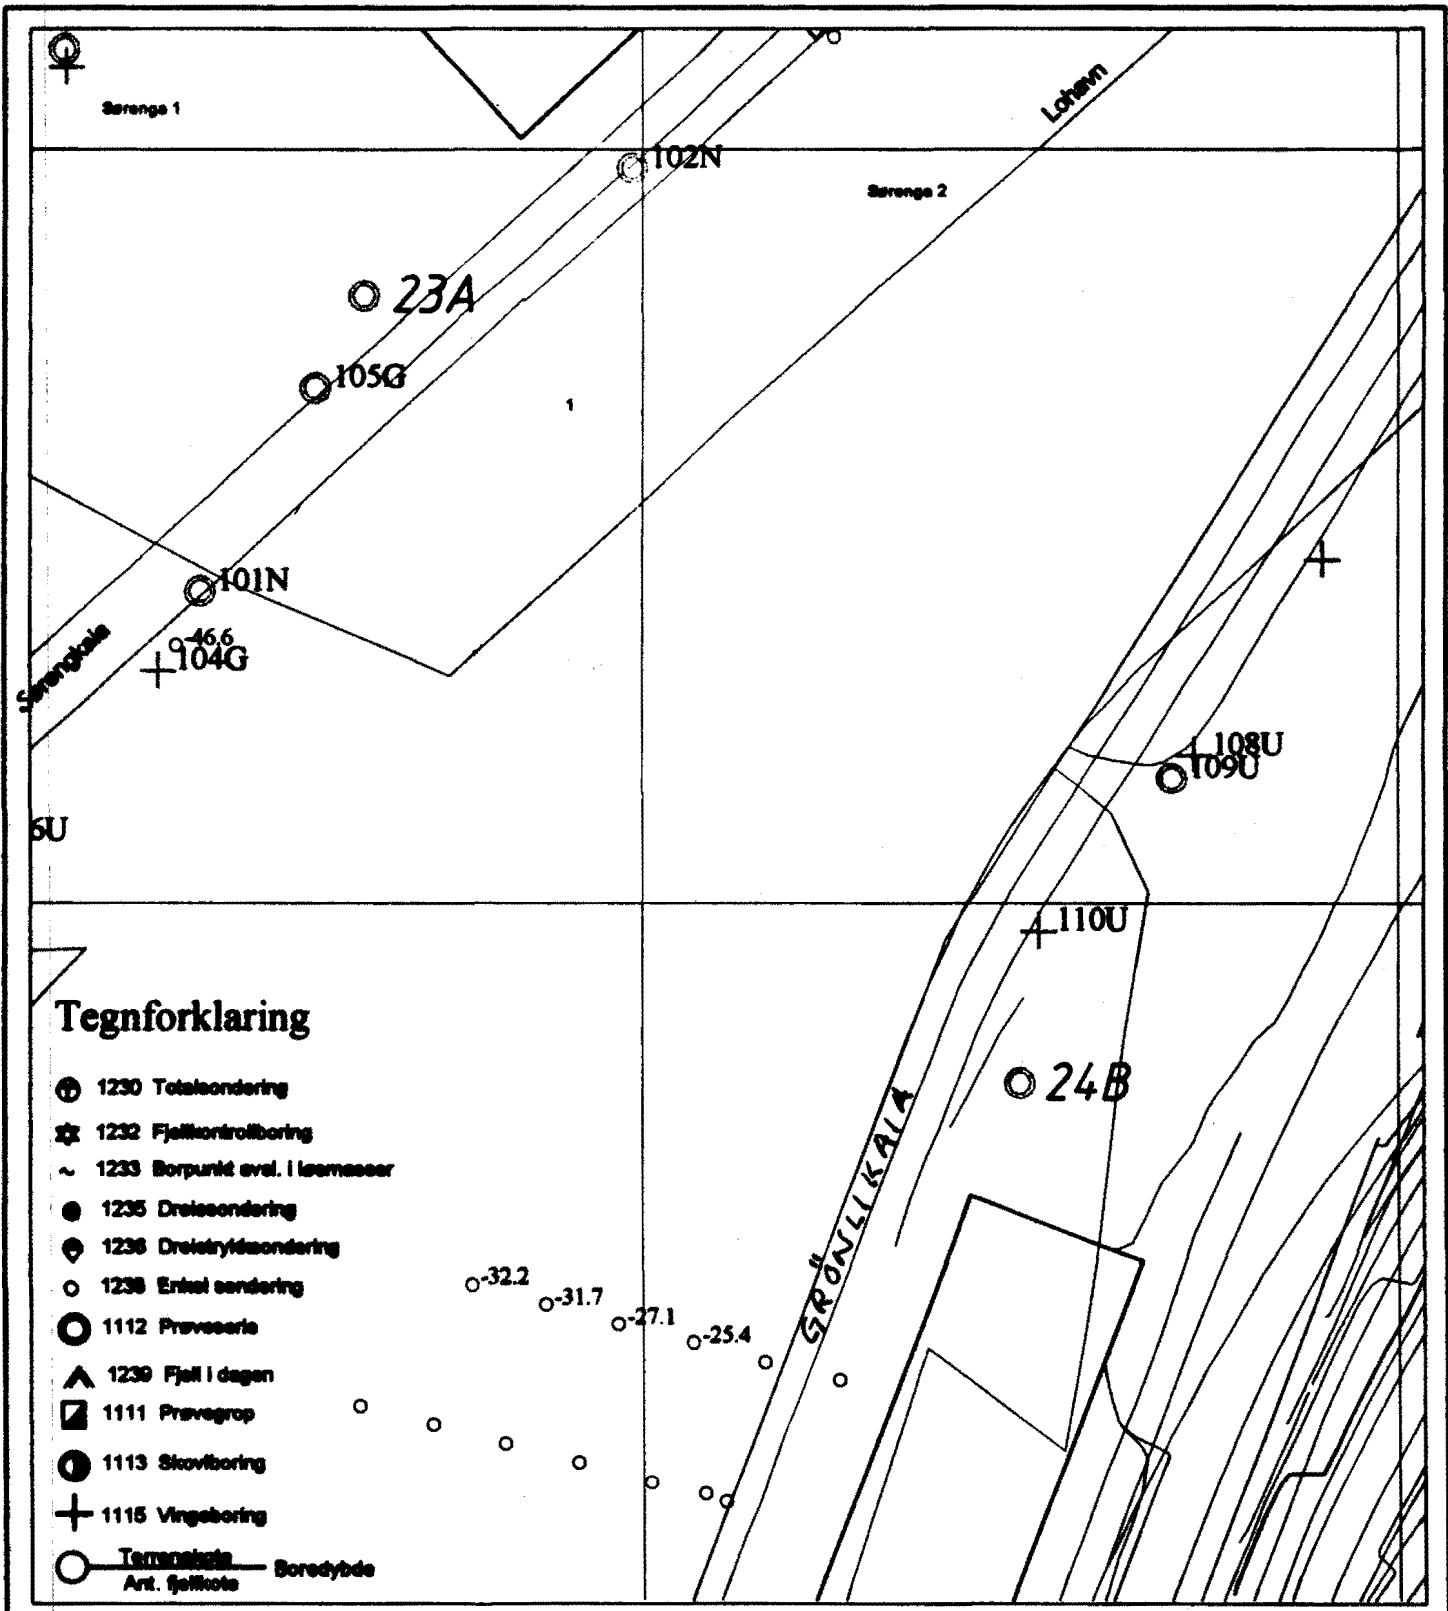 Sørenga 1
Lohavn
102N
Sørenga 2
23A
105G
1
101N
-46.6
104G
Sørengkaia
108U
109U
6U
110U
Tegnforklaring
24B
1230 Totalsondering
1232 Fjellkontrollboring
1233 Borpunkt avsl. i løsmasser
1235 Dreiesondering
1236 Dreietrykksondering
1238 Enkel sondering
1112 Prøveserie
1239 Fjell i dagen
1111 Prøvegrop
1113 Skovlboring
1115 Vingeboring
Terrengkote
Ant. fjellkote
Boredybde
-32.2
-31.7
-27.1
-25.4
GRÖNLIKAIA